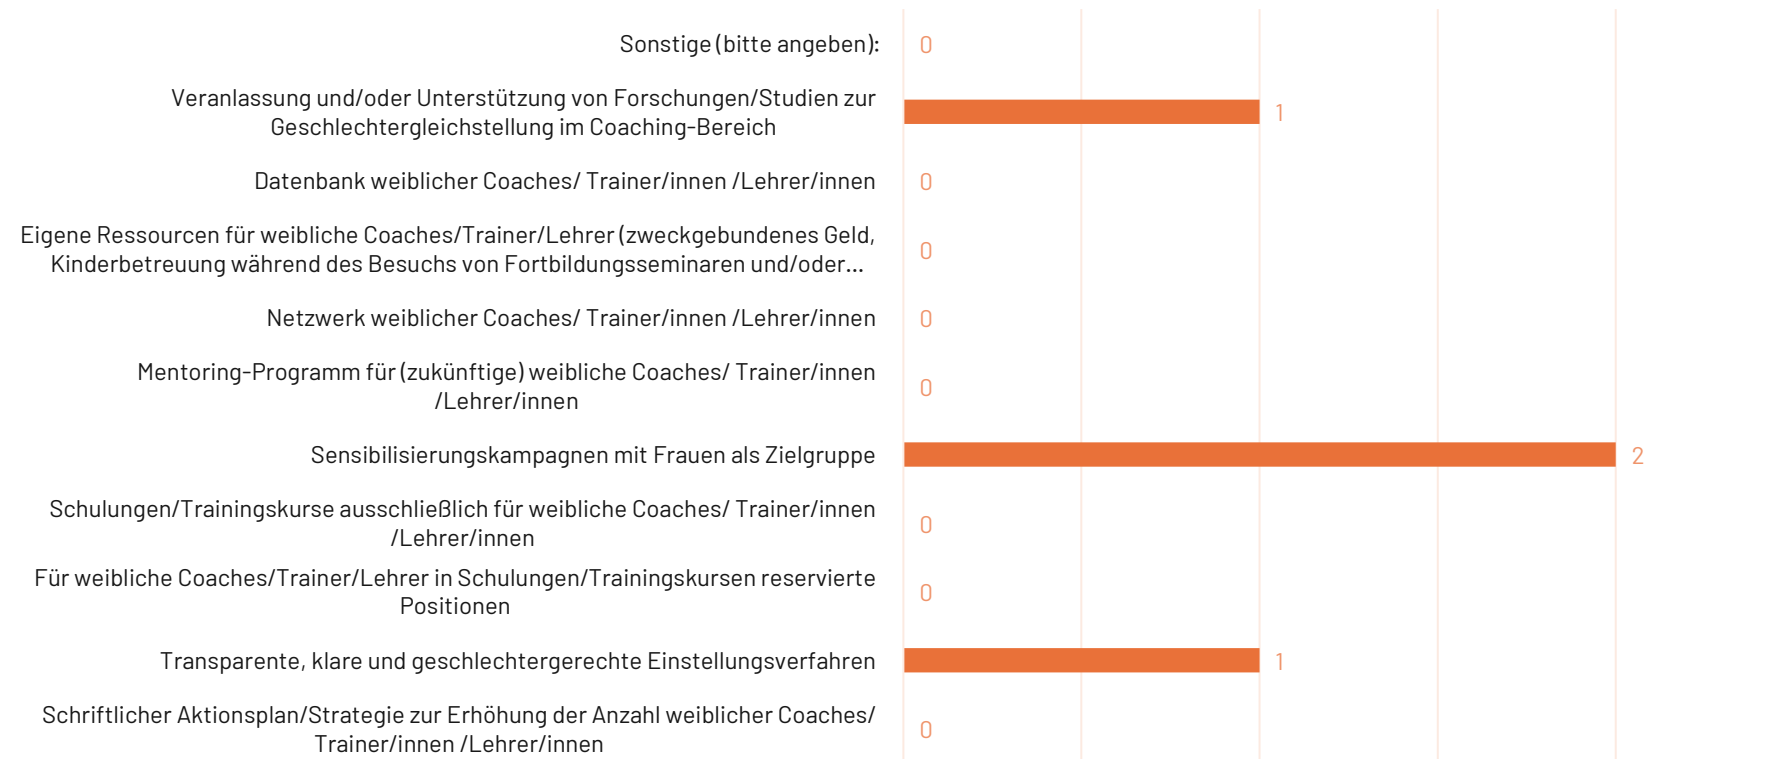 Sonstige (bitte angeben):
0
Veranlassung und/oder Unterstützung von Forschungen/Studien zur
Geschlechtergleichstellung im Coaching-Bereich
1
Datenbank weiblicher Coaches/ Trainer/innen /Lehrer/innen
0
Eigene Ressourcen für weibliche Coaches/Trainer/Lehrer (zweckgebundenes Geld,
Kinderbetreuung während des Besuchs von Fortbildungsseminaren und/oder...
0
Netzwerk weiblicher Coaches/ Trainer/innen /Lehrer/innen
0
Mentoring-Programm für (zukünftige) weibliche Coaches/ Trainer/innen
/Lehrer/innen
0
Sensibilisierungskampagnen mit Frauen als Zielgruppe
2
Schulungen/Trainingskurse ausschließlich für weibliche Coaches/ Trainer/innen
/Lehrer/innen
0
Für weibliche Coaches/Trainer/Lehrer in Schulungen/Trainingskursen reservierte
Positionen
0
Transparente, klare und geschlechtergerechte Einstellungsverfahren
1
Schriftlicher Aktionsplan/Strategie zur Erhöhung der Anzahl weiblicher Coaches/
Trainer/innen /Lehrer/innen
0